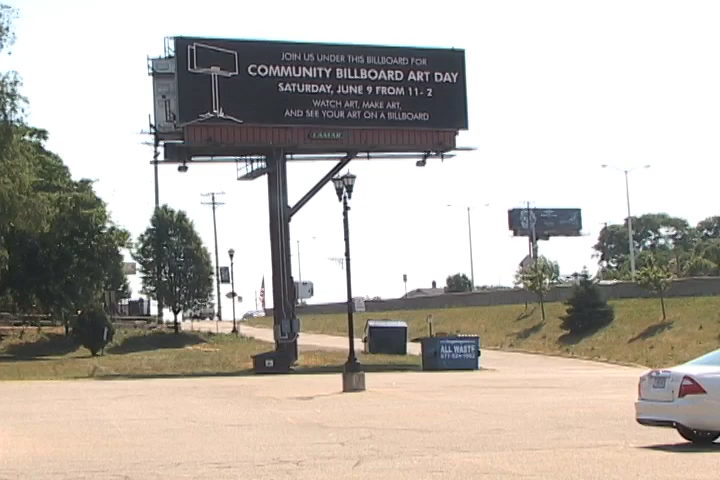 JOIN US UNDER THIS BILLBOARD FOR
COMMUNITY BILLBOARD ART DAY
SATURDAY, JUNE 9 FROM 11-2
WATCH ART, MAKE ART,
AND SEE YOUR ART ON A BILLBOARD
LAMAR
ALL WASTE